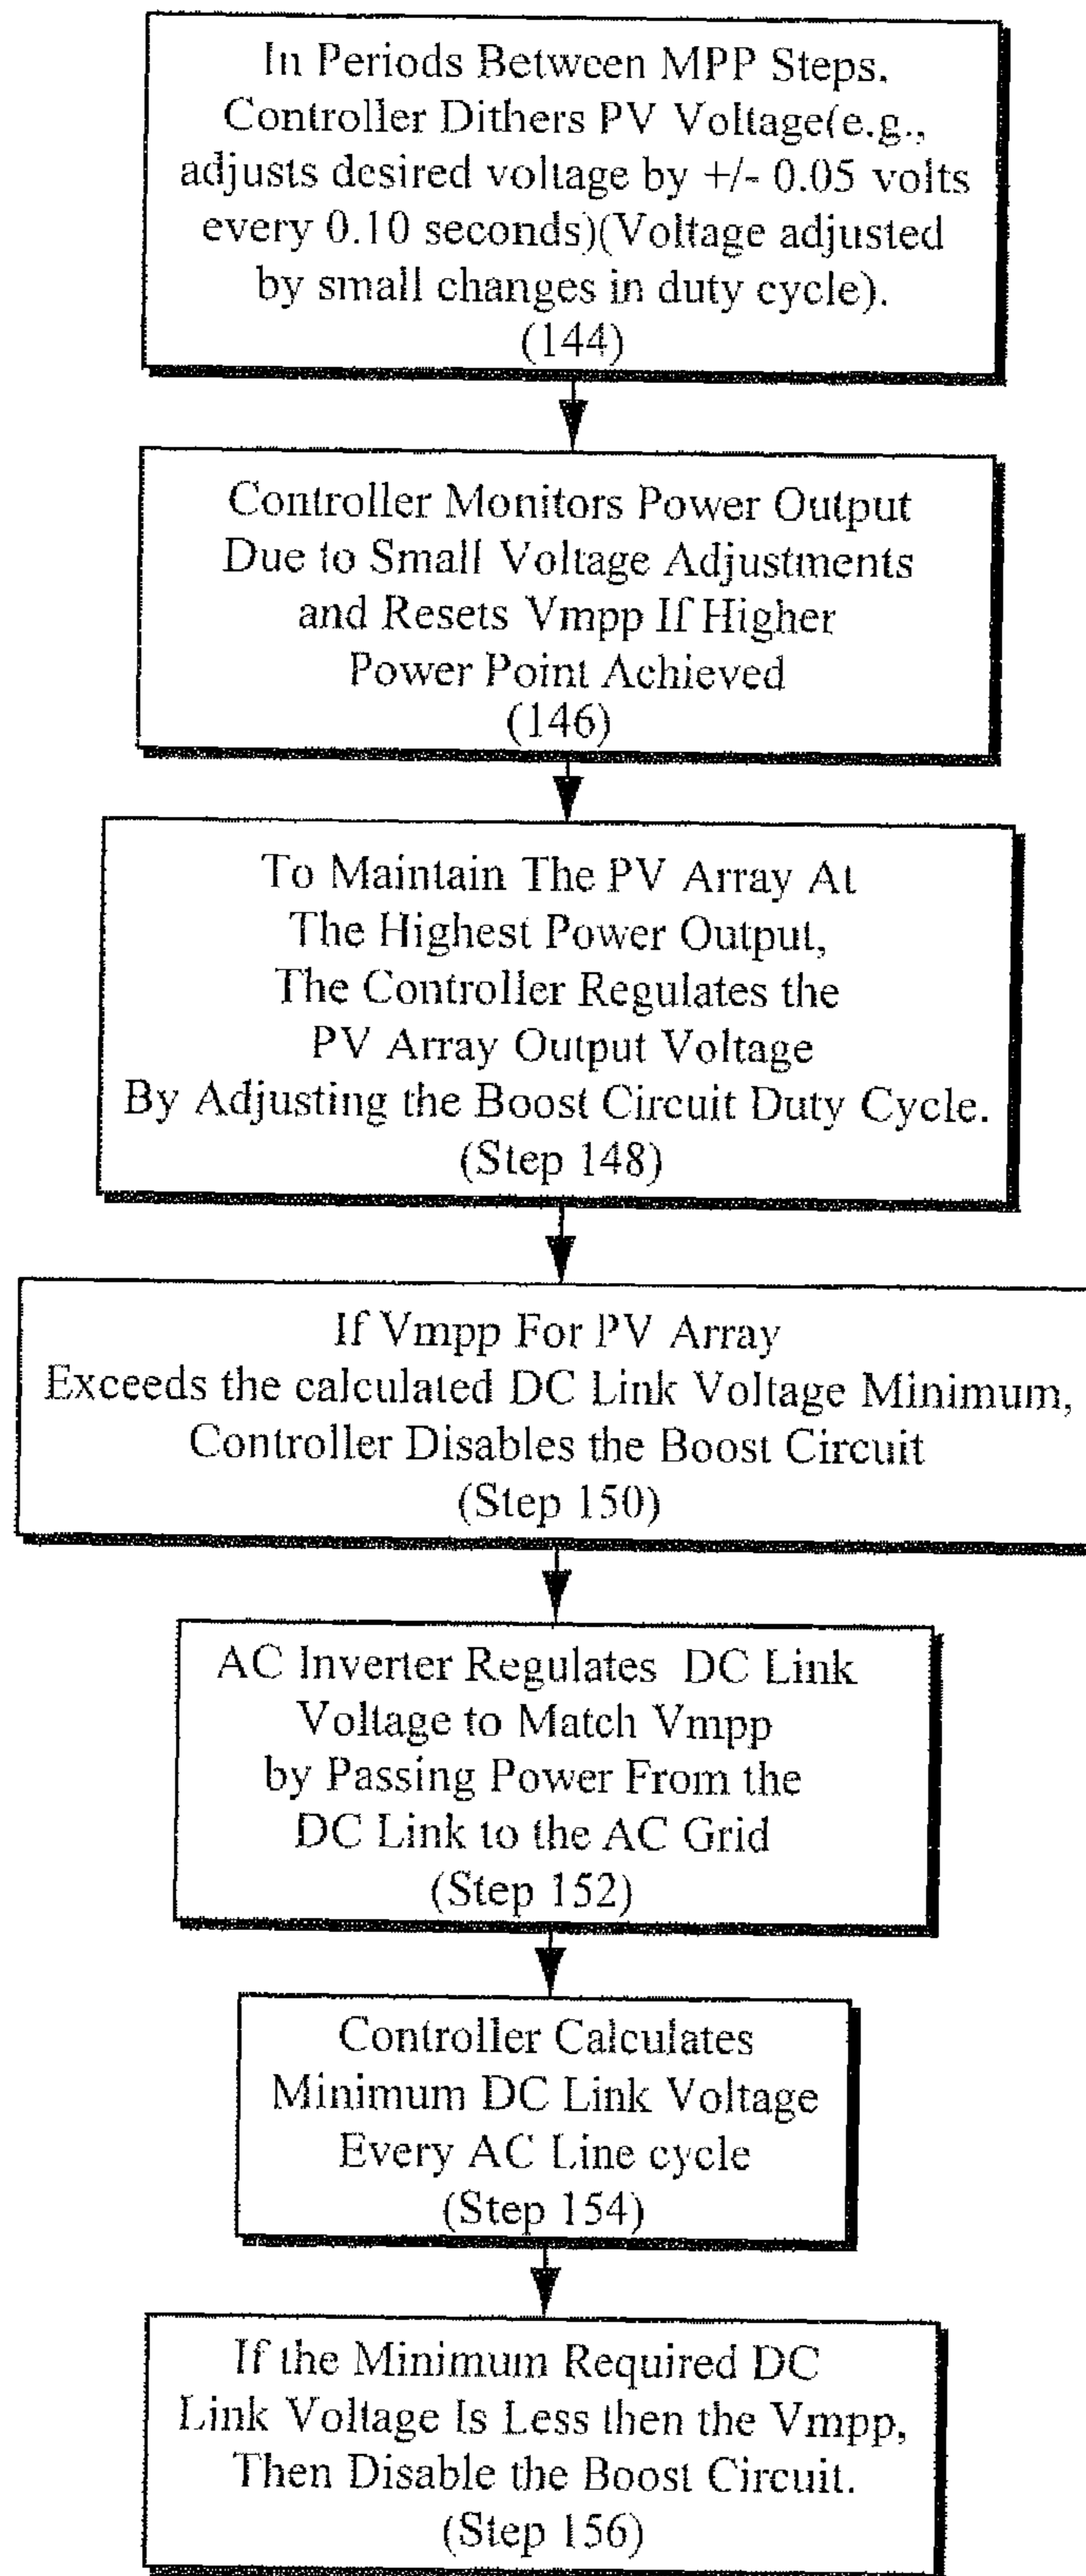 In Periods Between MPP Steps,
Controller Dithers PV Voltage(e.g.,
adjusts desired voltage by +/- 0.05 volts
every 0.10 seconds)(Voltage adjusted
by small changes in duty cycle).
(144)
Controller Monitors Power Output
Due to Small Voltage Adjustments
and Resets Vmpp If Higher
Power Point Achieved
(146)
To Maintain The PV Array At
The Highest Power Output,
The Controller Regulates the
PV Array Output Voltage
By Adjusting the Boost Circuit Duty Cycle.
(Step 148)
If Vmpp For PV Array
Exceeds the calculated DC Link Voltage Minimum,
Controller Disables the Boost Circuit
(Step 150)
AC Inverter Regulates DC Link
Voltage to Match Vmpp
by Passing Power From the
DC Link to the AC Grid
(Step 152)
Controller Calculates
Minimum DC Link Voltage
Every AC Line cycle
(Step 154)
If the Minimum Required DC
Link Voltage Is Less then the Vmpp,
Then Disable the Boost Circuit.
(Step 156)